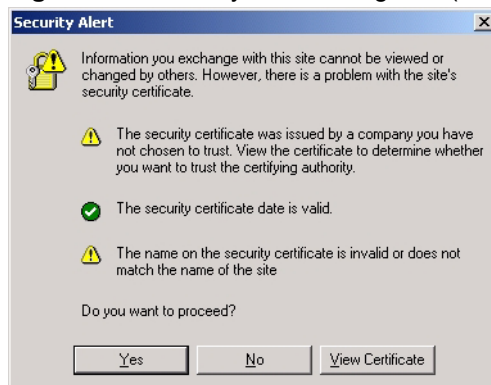 Security Alert
Information you exchange with this site cannot be viewed or
changed by others. However, there is a problem with the site's
security certificate.
The security certificate was issued by a company you have
not chosen to trust. View the certificate to determine whether
you want to trust the certifying authority.
The security certificate date is valid.
The name on the security certificate is invalid or does not
match the name of the site
Do you want to proceed?
Yes No View Certificate